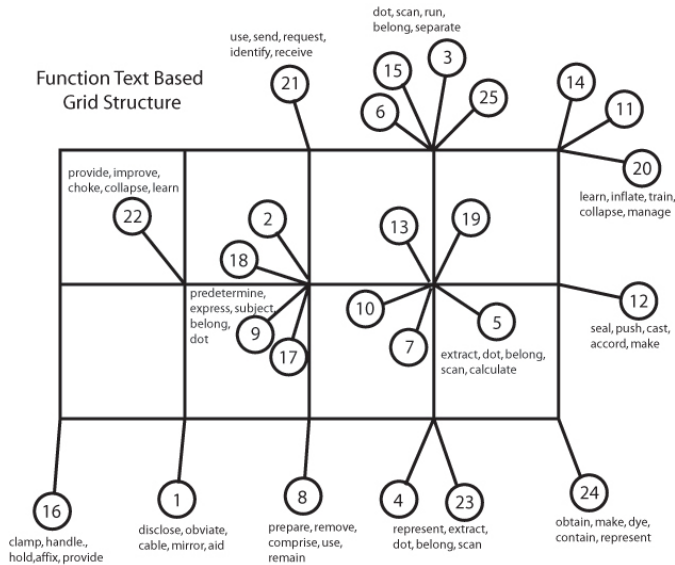 Function Text Based
Grid Structure
use, send, request,
identify, receive
21
dot, scan, run,
belong, separate
15
3
6
25
14
11
20
learn, inflate, train,
collapse, manage
provide, improve,
choke, collapse, learn
22
2
18
predetermine,
express, subject,
belong,
dot
9
17
13
19
10
7
5
extract, dot, belong,
scan, calculate
12
seal, push, cast,
accord, make
16
clamp, handle.,
hold,affix, provide
1
disclose, obviate,
cable, mirror, aid
8
prepare, remove,
comprise, use,
remain
4
23
represent, extract,
dot, belong, scan
24
obtain, make, dye,
contain, represent